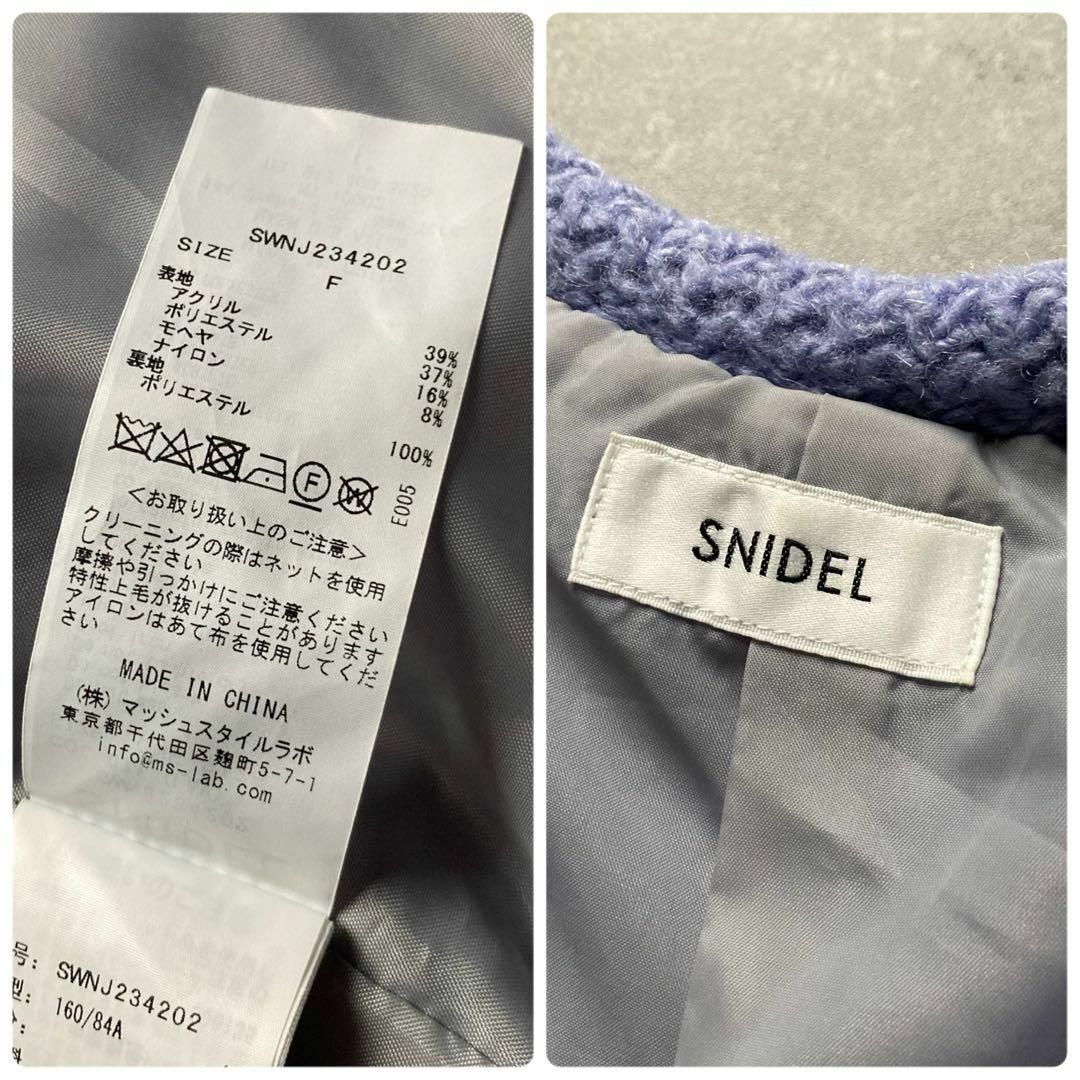 SWNJ234202
SIZE F
表地
アクリル 39%
ポリエステル 37%
モヘヤ 16%
ナイロン 8%
裏地
ポリエステル 100%
F
W
E005
<お取り扱い上のご注意>
クリーニングの際はネットを使用
してください
摩擦や引っかけにご注意ください
特性上毛が抜けることがあります
アイロンはあて布を使用してくだ
さい
MADE IN CHINA
(株)マッシュスタイルラボ
東京都千代田区麹町5-7-1
info@ms-lab.com
号: SWNJ234202
型: 160/84A
SNIDEL